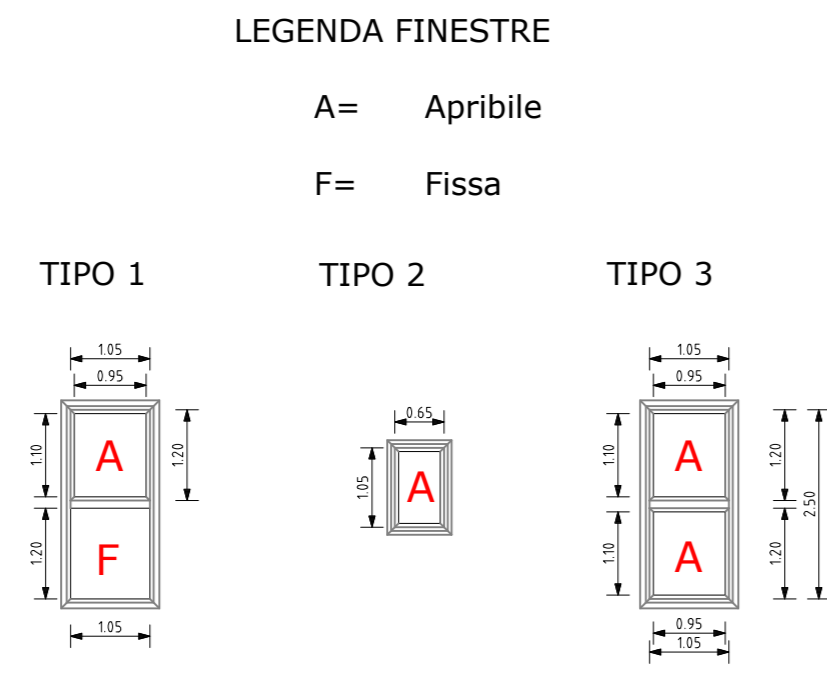 LEGENDA FINESTRE
A= Apribile
F= Fissa
TIPO 1 TIPO 2 TIPO 3
1.05 1.05
0.95 0.95
0.65
1.10 A 1.20 1.05 A 1.10 A 1.20 2.50
1.20 F 1.10 A 1.20
1.05 0.95
1.05